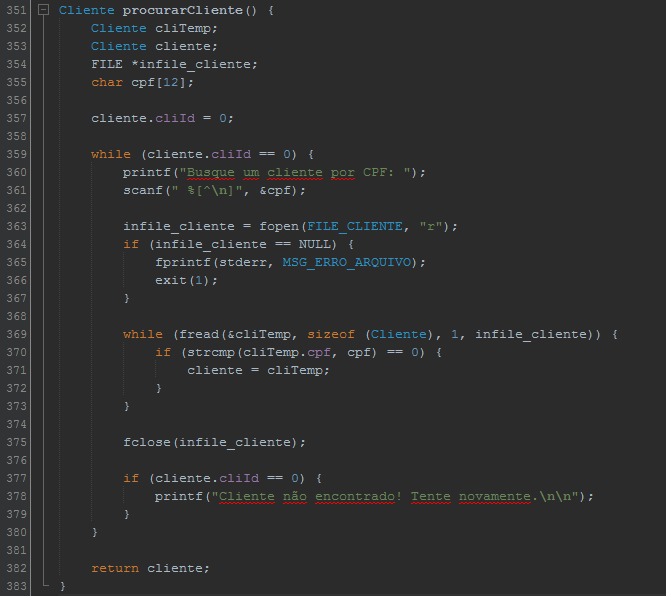 351 Cliente procurarCliente() {
352 Cliente cliTemp;
353 Cliente cliente;
354 FILE *infile_cliente;
355 char cpf[12];
356
357 cliente.cliId = 0;
358
359 while (cliente.cliId == 0) {
360 printf("Busque um cliente por CPF: ");
361 scanf(" %[^\n]", &cpf);
362
363 infile_cliente = fopen(FILE_CLIENTE, "r");
364 if (infile_cliente == NULL) {
365 fprintf(stderr, MSG_ERRO_ARQUIVO);
366 exit(1);
367 }
368
369 while (fread(&cliTemp, sizeof (Cliente), 1, infile_cliente)) {
370 if (strcmp(cliTemp.cpf, cpf) == 0) {
371 cliente = cliTemp;
372 }
373 }
374
375 fclose(infile_cliente);
376
377 if (cliente.cliId == 0) {
378 printf("Cliente não encontrado! Tente novamente.\n\n");
379 }
380 }
381
382 return cliente;
383 }